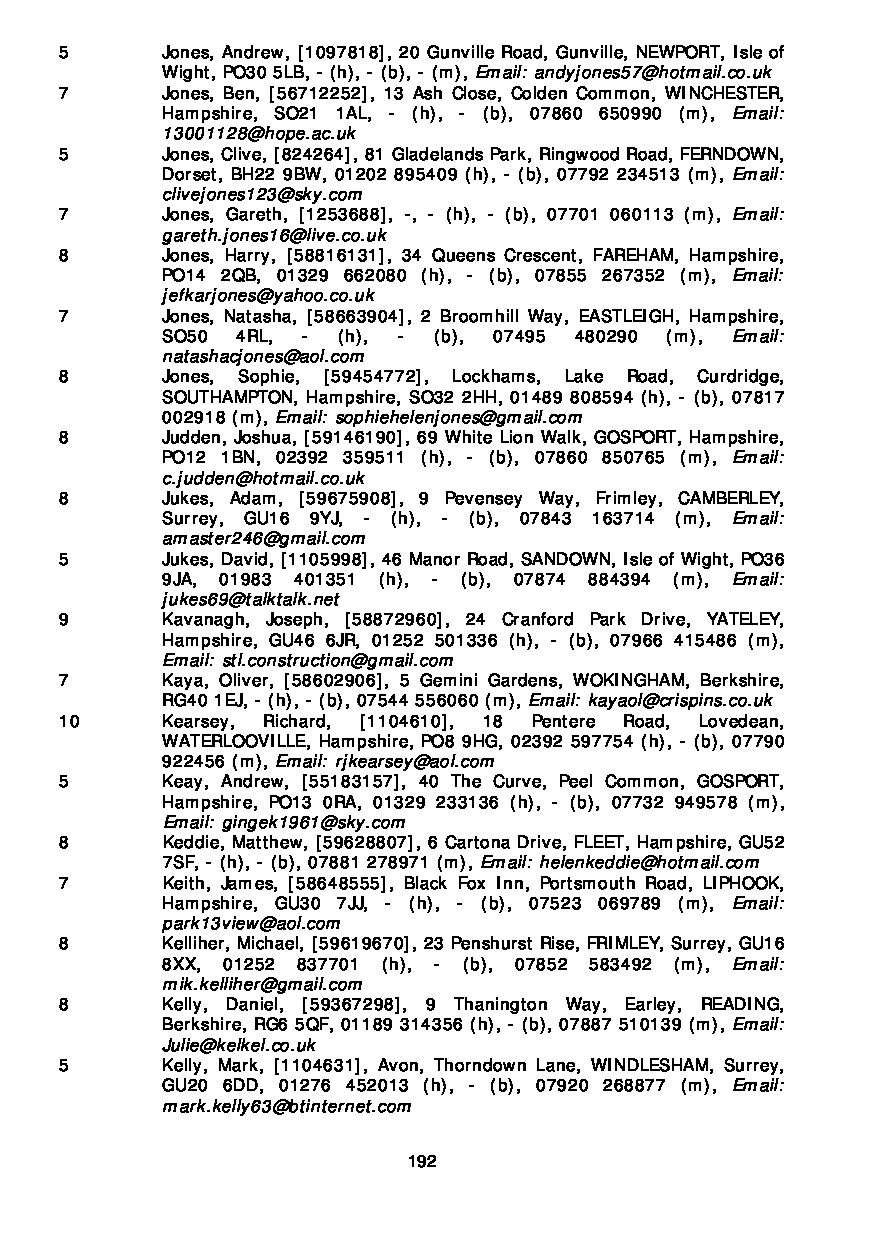 5 Jones, Andrew, [1097818], 20 Gunville Road, Gunville, NEWPORT, Isle of
Wight, PO30 5LB, - (h), - (b), - (m), Email: andyjones57@hotmail.co.uk
7 Jones, Ben, [56712252], 13 Ash Close, Colden Common, WINCHESTER,
Hampshire, SO21 1AL, - (h), - (b), 07860 650990 (m), Email:
13001128@hope.ac.uk
5 Jones, Clive, [824264], 81 Gladelands Park, Ringwood Road, FERNDOWN,
Dorset, BH22 9BW, 01202 895409 (h), - (b), 07792 234513 (m), Email:
clivejones123@sky.com
7 Jones, Gareth, [1253688], -, - (h), - (b), 07701 060113 (m), Email:
gareth.jones16@live.co.uk
8 Jones, Harry, [58816131], 34 Queens Crescent, FAREHAM, Hampshire,
PO14 2QB, 01329 662080 (h), - (b), 07855 267352 (m), Email:
jefkarjones@yahoo.co.uk
7 Jones, Natasha, [58663904], 2 Broomhill Way, EASTLEIGH, Hampshire,
SO50 4RL, - (h), - (b), 07495 480290 (m), Email:
natashacjones@aol.com
8 Jones, Sophie, [59454772], Lockhams, Lake Road, Curdridge,
SOUTHAMPTON, Hampshire, SO32 2HH, 01489 808594 (h), - (b), 07817
002918 (m), Email: sophiehelenjones@gmail.com
8 Judden, Joshua, [59146190], 69 White Lion Walk, GOSPORT, Hampshire,
PO12 1BN, 02392 359511 (h), - (b), 07860 850765 (m), Email:
c.judden@hotmail.co.uk
8 Jukes, Adam, [59675908], 9 Pevensey Way, Frimley, CAMBERLEY,
Surrey, GU16 9YJ, - (h), - (b), 07843 163714 (m), Email:
amaster246@gmail.com
5 Jukes, David, [1105998], 46 Manor Road, SANDOWN, Isle of Wight, PO36
9JA, 01983 401351 (h), - (b), 07874 884394 (m), Email:
jukes69@talktalk.net
9 Kavanagh, Joseph, [58872960], 24 Cranford Park Drive, YATELEY,
Hampshire, GU46 6JR, 01252 501336 (h), - (b), 07966 415486 (m),
Email: stl.construction@gmail.com
7 Kaya, Oliver, [58602906], 5 Gemini Gardens, WOKINGHAM, Berkshire,
RG40 1EJ, - (h), - (b), 07544 556060 (m), Email: kayaol@crispins.co.uk
10 Kearsey, Richard, [1104610], 18 Pentere Road, Lovedean,
WATERLOOVILLE, Hampshire, PO8 9HG, 02392 597754 (h), - (b), 07790
922456 (m), Email: rjkearsey@aol.com
5 Keay, Andrew, [55183157], 40 The Curve, Peel Common, GOSPORT,
Hampshire, PO13 0RA, 01329 233136 (h), - (b), 07732 949578 (m),
Email: gingek1961@sky.com
8 Keddie, Matthew, [59628807], 6 Cartona Drive, FLEET, Hampshire, GU52
7SF, - (h), - (b), 07881 278971 (m), Email: helenkeddie@hotmail.com
7 Keith, James, [58648555], Black Fox Inn, Portsmouth Road, LIPHOOK,
Hampshire, GU30 7JJ, - (h), - (b), 07523 069789 (m), Email:
park13view@aol.com
8 Kelliher, Michael, [59619670], 23 Penshurst Rise, FRIMLEY, Surrey, GU16
8XX, 01252 837701 (h), - (b), 07852 583492 (m), Email:
mik.kelliher@gmail.com
8 Kelly, Daniel, [59367298], 9 Thanington Way, Earley, READING,
Berkshire, RG6 5QF, 01189 314356 (h), - (b), 07887 510139 (m), Email:
Julie@kelkel.co.uk
5 Kelly, Mark, [1104631], Avon, Thorndown Lane, WINDLESHAM, Surrey,
GU20 6DD, 01276 452013 (h), - (b), 07920 268877 (m), Email:
mark.kelly63@btinternet.com
192